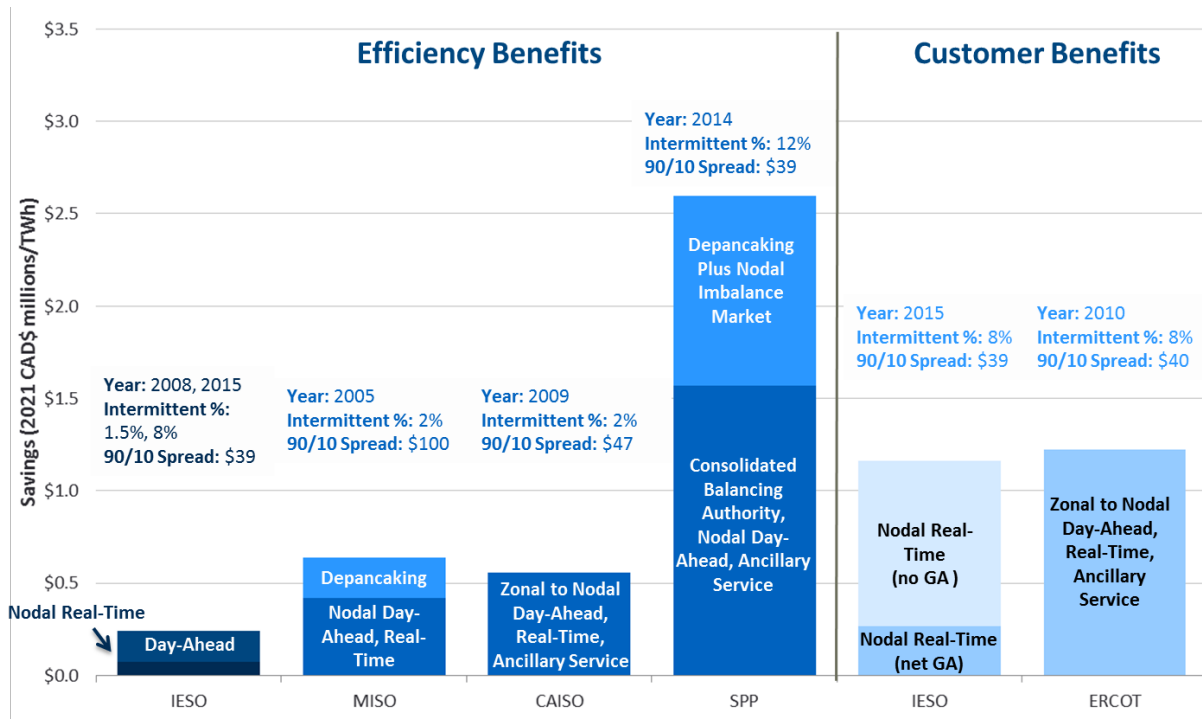 Efficiency Benefits
Customer Benefits
Savings (2021 CAD$ millions/TWh)
$3.5
$3.0
$2.5
$2.0
$1.5
$1.0
$0.5
$0.0
Year: 2008, 2015
Intermittent %:
1.5%, 8%
90/10 Spread: $39
Nodal Real-Time
Day-Ahead
IESO
Year: 2005
Intermittent %: 2%
90/10 Spread: $100
Depancaking
Nodal Day-
Ahead, Real-
Time
MISO
Year: 2009
Intermittent %: 2%
90/10 Spread: $47
Zonal to Nodal
Day-Ahead,
Real-Time,
Ancillary Service
CAISO
Year: 2014
Intermittent %: 12%
90/10 Spread: $39
Depancaking
Plus Nodal
Imbalance
Market
Consolidated
Balancing
Authority,
Nodal Day-
Ahead, Ancillary
Service
SPP
Year: 2015
Intermittent %: 8%
90/10 Spread: $39
Nodal Real-
Time
(no GA )
Nodal Real-Time
(net GA)
IESO
Year: 2010
Intermittent %: 8%
90/10 Spread: $40
Zonal to Nodal
Day-Ahead,
Real-Time,
Ancillary
Service
ERCOT